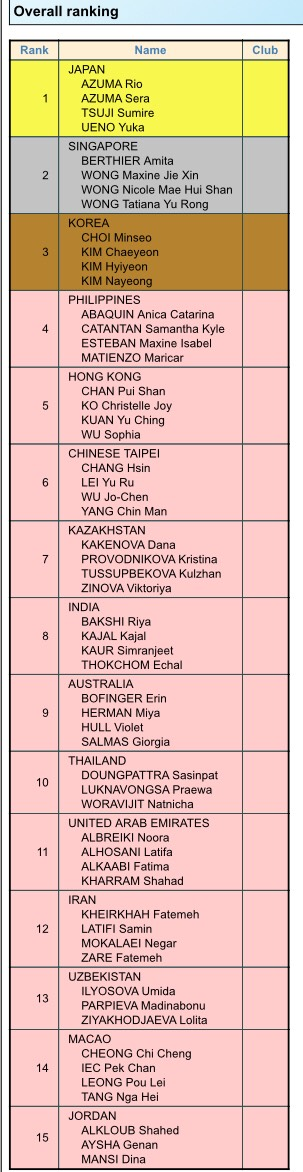 Overall ranking
Rank Name Club
1
JAPAN
AZUMA Rio
AZUMA Sera
TSUJI Sumire
UENO Yuka
2
SINGAPORE
BERTHIER Amita
WONG Maxine Jie Xin
WONG Nicole Mae Hui Shan
WONG Tatiana Yu Rong
3
KOREA
CHOI Minseo
KIM Chaeyeon
KIM Hyiyeon
KIM Nayeong
4
PHILIPPINES
ABAQUIN Anica Catarina
CATANTAN Samantha Kyle
ESTEBAN Maxine Isabel
MATIENZO Maricar
5
HONG KONG
CHAN Pui Shan
KO Christelle Joy
KUAN Yu Ching
WU Sophia
6
CHINESE TAIPEI
CHANG Hsin
LEI Yu Ru
WU Jo-Chen
YANG Chin Man
7
KAZAKHSTAN
KAKENOVA Dana
PROVODNIKOVA Kristina
TUSSUPBEKOVA Kulzhan
ZINOVA Viktoriya
8
INDIA
BAKSHI Riya
KAJAL Kajal
KAUR Simranjeet
THOKCHOM Echal
9
AUSTRALIA
BOFINGER Erin
HERMAN Miya
HULL Violet
SALMAS Giorgia
10
THAILAND
DOUNGPATTRA Sasinpat
LUKNAVONGSA Praewa
WORAVIJIT Natnicha
11
UNITED ARAB EMIRATES
ALBREIKI Noora
ALHOSANI Latifa
ALKAABI Fatima
KHARRAM Shahad
12
IRAN
KHEIRKHAH Fatemeh
LATIFI Samin
MOKALAEI Negar
ZARE Fatemeh
13
UZBEKISTAN
ILYOSOVA Umida
PARPIEVA Madinabonu
ZIYAKHODJAEVA Lolita
14
MACAO
CHEONG Chi Cheng
IEC Pek Chan
LEONG Pou Lei
TANG Nga Hei
15
JORDAN
ALKLOUB Shahed
AYSHA Genan
MANSI Dina